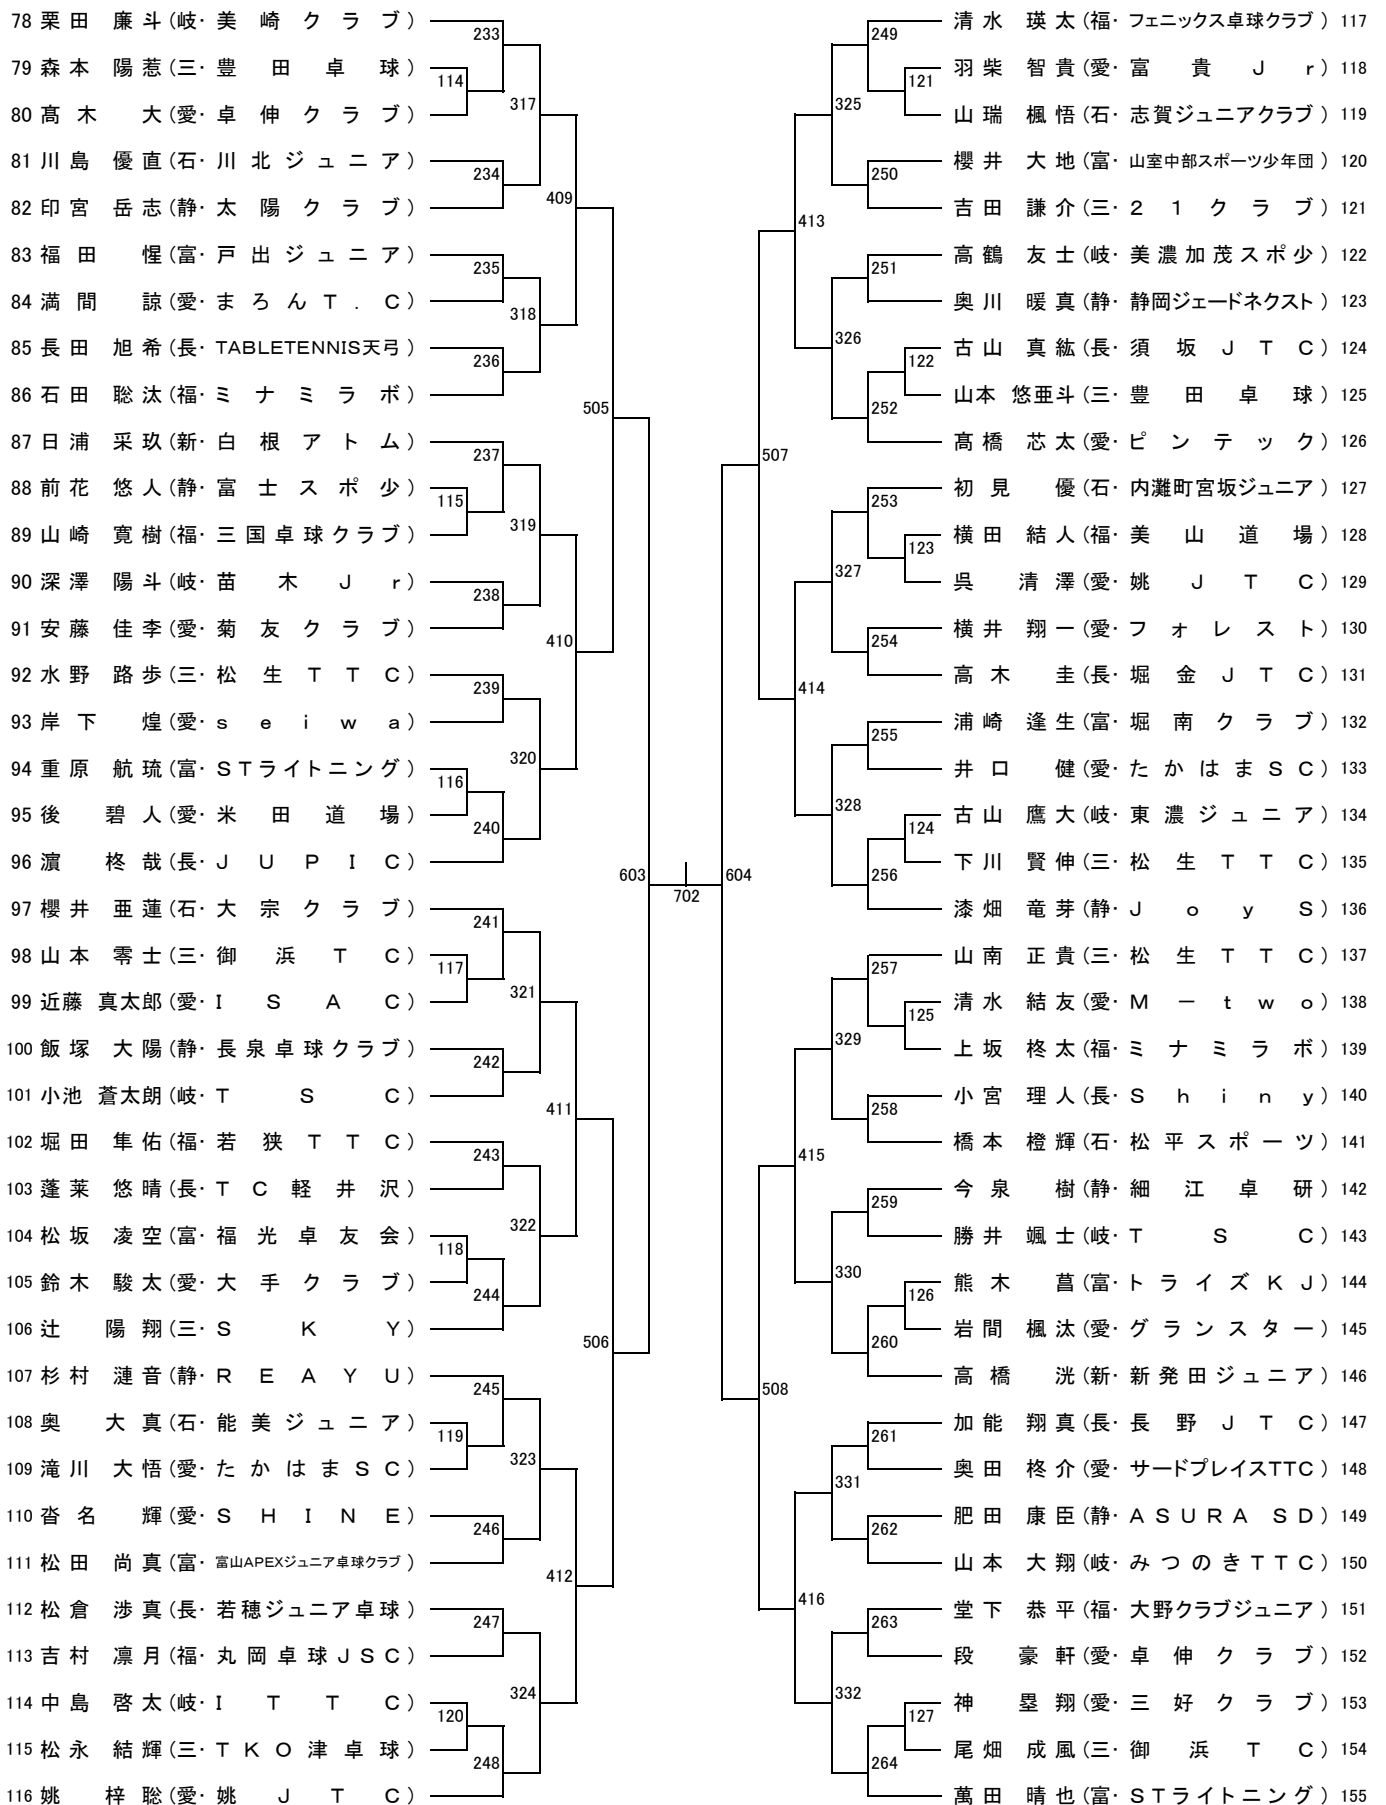 78 栗田 廉斗 (岐・美崎クラブ)
79 森本 陽惹 (三・豊田卓球)
80 髙木 大 (愛・卓伸クラブ)
81 川島 優直 (石・川北ジュニア)
82 印宮 岳志 (静・太陽クラブ)
83 福田 惺 (富・戸出ジュニア)
84 満間 諒 (愛・まろんT.C)
85 長田 旭希 (長・TABLETENNIS天弓)
86 石田 聡汰 (福・ミナミラボ)
87 日浦 采玖 (新・白根アトム)
88 前花 悠人 (静・富士スポ少)
89 山崎 寛樹 (福・三国卓球クラブ)
90 深澤 陽斗 (岐・苗木Jr)
91 安藤 佳李 (愛・菊友クラブ)
92 水野 路歩 (三・松生TTC)
93 岸下 煌 (愛・seiwa)
94 重原 航琉 (富・STライトニング)
95 後 碧人 (愛・米田道場)
96 濵 柊哉 (長・JUPIC)
97 櫻井 亜蓮 (石・大宗クラブ)
98 山本 零士 (三・御浜TC)
99 近藤 真太郎 (愛・ISAC)
100 飯塚 大陽 (静・長泉卓球クラブ)
101 小池 蒼太朗 (岐・TSC)
102 堀田 隼佑 (福・若狭TTC)
103 蓬莱 悠晴 (長・TC軽井沢)
104 松坂 凌空 (富・福光卓友会)
105 鈴木 駿太 (愛・大手クラブ)
106 辻 陽翔 (三・SKY)
107 杉村 漣音 (静・REAYU)
108 奥 大真 (石・能美ジュニア)
109 滝川 大悟 (愛・たかはまSC)
110 沓名 輝 (愛・SHINE)
111 松田 尚真 (富・富山APEXジュニア卓球クラブ)
112 松倉 渉真 (長・若穂ジュニア卓球)
113 吉村 凛月 (福・丸岡卓球JSC)
114 中島 啓太 (岐・ITTC)
115 松永 結輝 (三・TKO津卓球)
116 姚 梓聡 (愛・姚JTC)
233
114
317
234
409
235
318
236
505
237
115
319
238
410
239
320
116
240
603
241
117
321
242
411
243
322
118
244
506
245
119
323
246
412
247
324
120
248
702
249
121
325
250
413
251
326
122
252
507
253
123
327
254
414
255
328
124
256
604
257
125
329
258
415
259
330
126
260
508
261
331
262
416
263
332
127
264
清水 瑛太 (福・フェニックス卓球クラブ) 117
羽柴 智貴 (愛・富貴Jr) 118
山瑞 楓悟 (石・志賀ジュニアクラブ) 119
櫻井 大地 (富・山室中部スポーツ少年団) 120
吉田 謙介 (三・21クラブ) 121
高鶴 友士 (岐・美濃加茂スポ少) 122
奥川 暖真 (静・静岡ジェードネクスト) 123
古山 真紘 (長・須坂JTC) 124
山本 悠亜斗 (三・豊田卓球) 125
髙橋 芯太 (愛・ピンテック) 126
初見 優 (石・内灘町宮坂ジュニア) 127
横田 結人 (福・美山道場) 128
呉 清澤 (愛・姚JTC) 129
横井 翔一 (愛・フォレスト) 130
高木 圭 (長・堀金JTC) 131
浦崎 逢生 (富・堀南クラブ) 132
井口 健 (愛・たかはまSC) 133
古山 鷹大 (岐・東濃ジュニア) 134
下川 賢伸 (三・松生TTC) 135
漆畑 竜芽 (静・JoyS) 136
山南 正貴 (三・松生TTC) 137
清水 結友 (愛・M-two) 138
上坂 柊太 (福・ミナミラボ) 139
小宮 理人 (長・Shiny) 140
橋本 橙輝 (石・松平スポーツ) 141
今泉 樹 (静・細江卓研) 142
勝井 颯士 (岐・TSC) 143
熊木 菖 (富・トライズKJ) 144
岩間 楓汰 (愛・グランスター) 145
高橋 洸 (新・新発田ジュニア) 146
加能 翔真 (長・長野JTC) 147
奥田 柊介 (愛・サードプレイスTTC) 148
肥田 康臣 (静・ASURA SD) 149
山本 大翔 (岐・みつのきTTC) 150
堂下 恭平 (福・大野クラブジュニア) 151
段 豪軒 (愛・卓伸クラブ) 152
神 塁翔 (愛・三好クラブ) 153
尾畑 成風 (三・御浜TC) 154
萬田 晴也 (富・STライトニング) 155